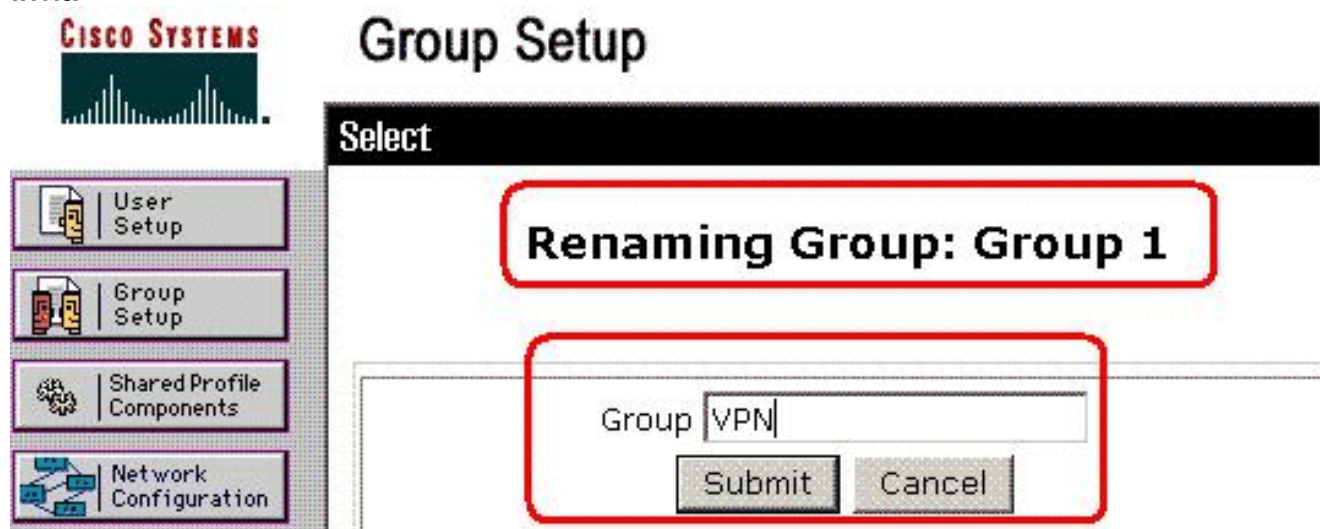 CISCO SYSTEMS
Group Setup
Select
User
Setup
Group
Setup
Shared Profile
Components
Network
Configuration
Renaming Group: Group 1
Group VPN
Submit Cancel